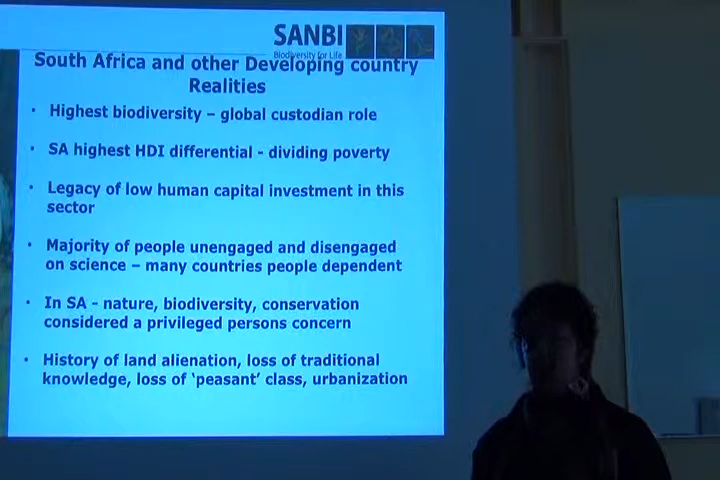 SANBI
Biodiversity for Life
South Africa and other Developing country
Realities
• Highest biodiversity – global custodian role
• SA highest HDI differential - dividing poverty
• Legacy of low human capital investment in this
sector
• Majority of people unengaged and disengaged
on science – many countries people dependent
• In SA - nature, biodiversity, conservation
considered a privileged persons concern
• History of land alienation, loss of traditional
knowledge, loss of ‘peasant’ class, urbanization